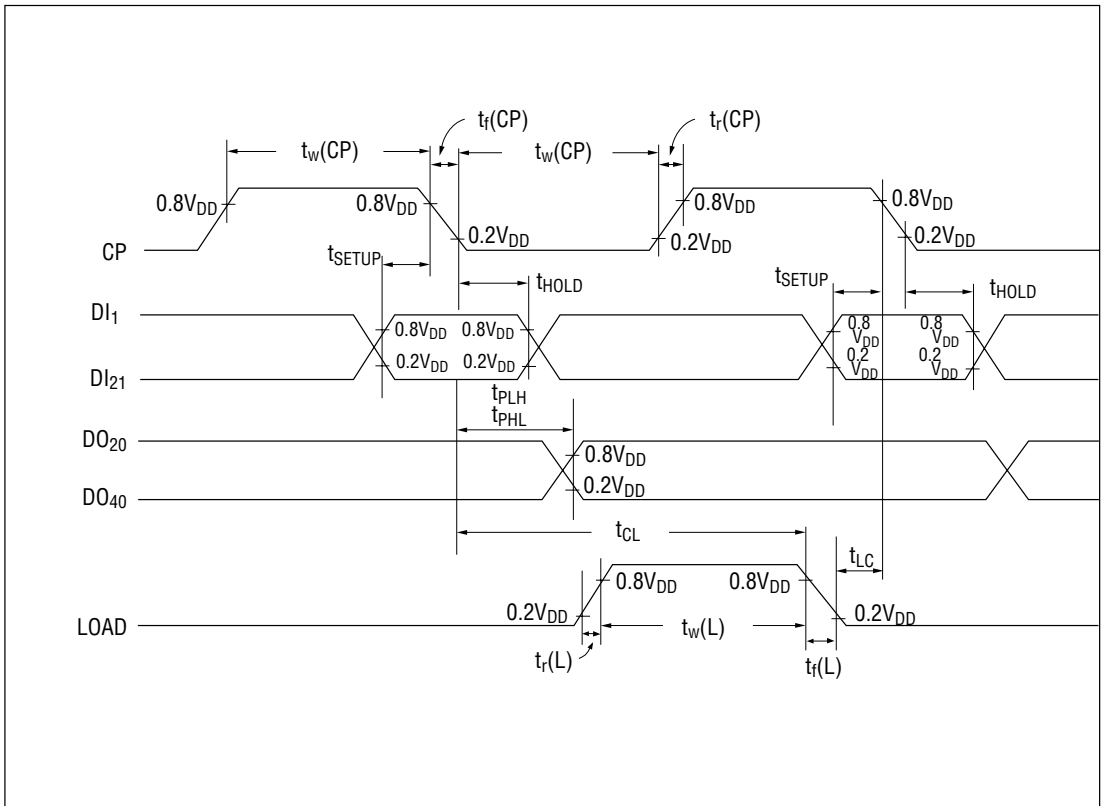 tf(CP)
tr(CP)
tw(CP)
tw(CP)
0.8VDD
0.8VDD
0.8VDD
0.8VDD
CP
0.2VDD
0.2VDD
0.2VDD
tSETUP
tHOLD
tSETUP
tHOLD
DI1
0.8VDD
0.8VDD
0.8
VDD
0.8
VDD
0.2VDD
0.2VDD
0.2
VDD
0.2
VDD
DI21
tPLH
tPHL
DO20
0.8VDD
0.2VDD
DO40
tCL
tLC
0.8VDD
0.8VDD
0.2VDD
0.2VDD
LOAD
tw(L)
tr(L)
tf(L)